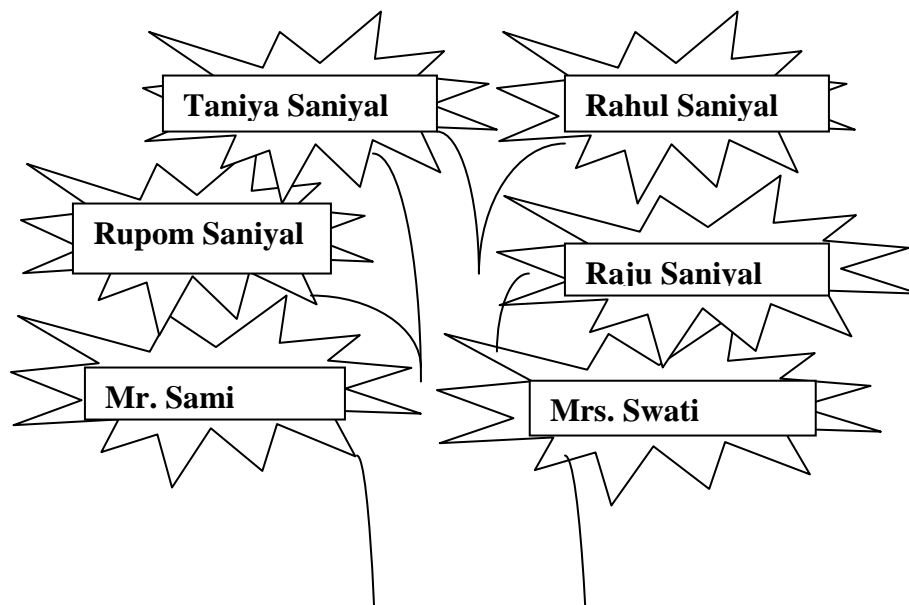 Taniya Saniyal
Rahul Saniyal
Rupom Saniyal
Raju Saniyal
Mr. Sami
Mrs. Swati